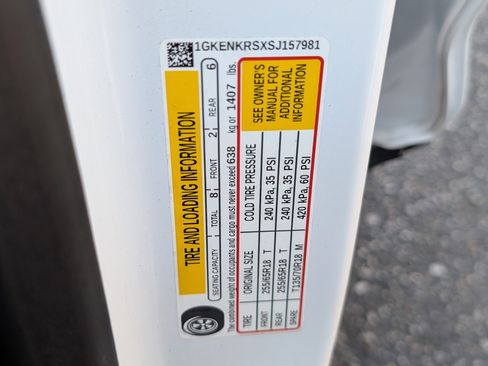 1GKENKRSXSJ157981
TIRE AND LOADING INFORMATION
SEATING CAPACITY | TOTAL 8 | FRONT 2 | REAR 6
The combined weight of occupants and cargo must never exceed 638 kg or 1407 lbs.
TIRE ORIGINAL SIZE COLD TIRE PRESSURE
FRONT 255/65R18 T 240 kPa, 35 PSI
REAR 255/65R18 T 240 kPa, 35 PSI
SPARE T135/70R18 M 420 kPa, 60 PSI
SEE OWNER'S
MANUAL FOR
ADDITIONAL
INFORMATION